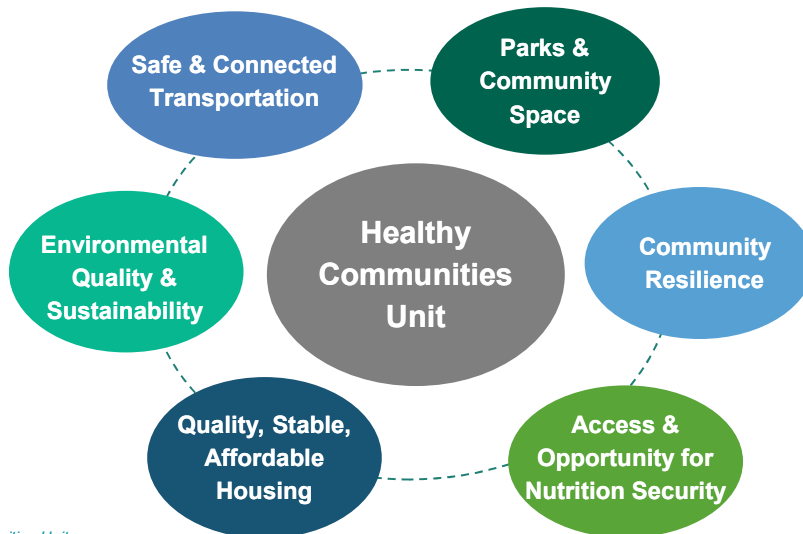 Safe & Connected
Transportation
Parks &
Community
Space
Environmental
Quality &
Sustainability
Healthy
Communities
Unit
Community
Resilience
Quality, Stable,
Affordable
Housing
Access &
Opportunity for
Nutrition Security